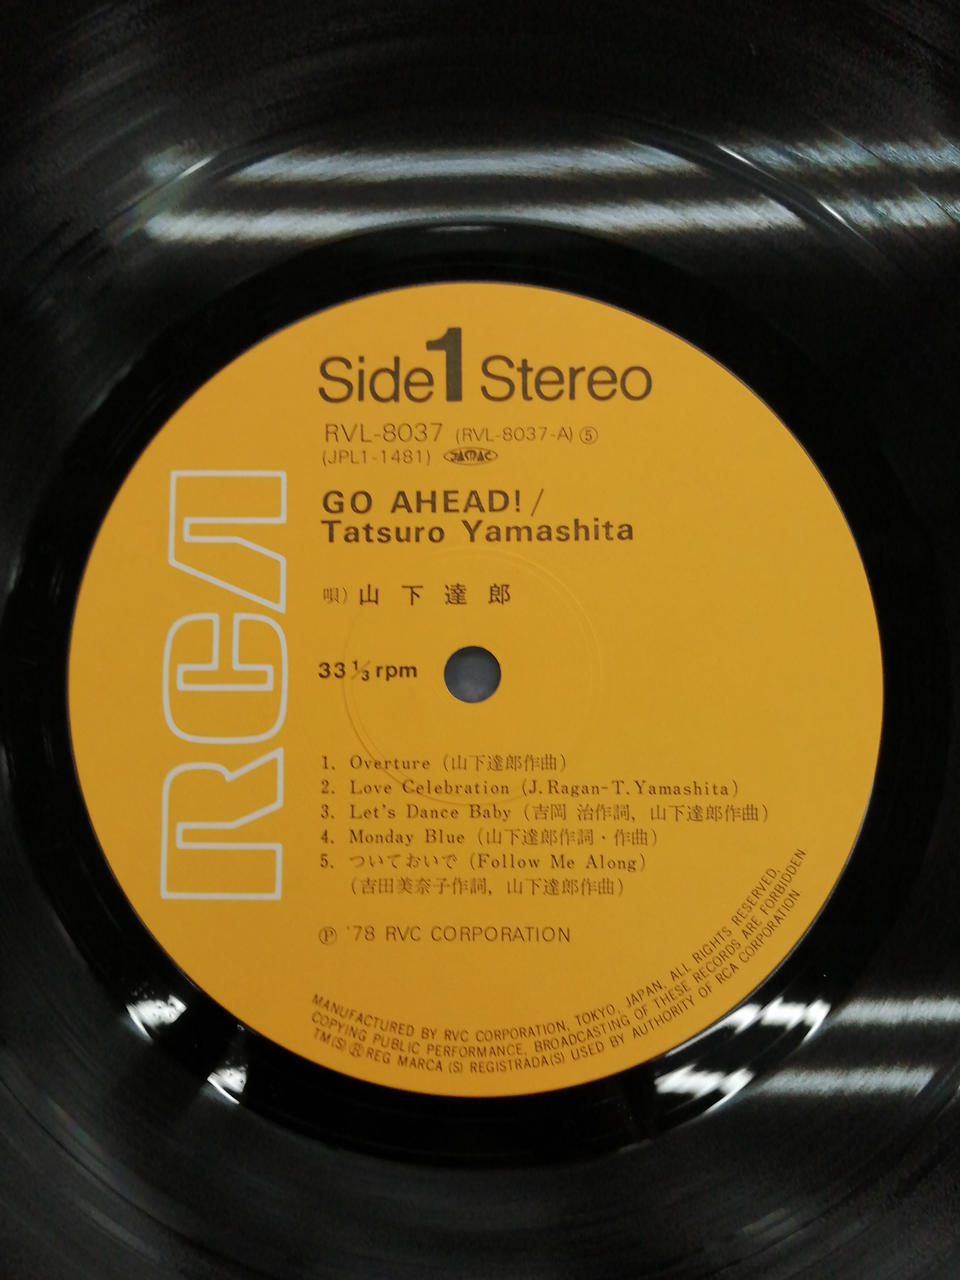 Side 1 Stereo
RVL-8037 (RVL-8037-A) ⑤
(JPL1-1481) JASRAC
GO AHEAD! /
Tatsuro Yamashita
唄) 山下達郎
33 1/3 rpm
RCA
1. Overture (山下達郎作曲)
2. Love Celebration (J. Ragan-T. Yamashita)
3. Let's Dance Baby (吉岡 治作詞, 山下達郎作曲)
4. Monday Blue (山下達郎作詞・作曲)
5. ついておいで (Follow Me Along)
(吉田美奈子作詞, 山下達郎作曲)
Ⓟ '78 RVC CORPORATION
MANUFACTURED BY RVC CORPORATION, TOKYO, JAPAN, ALL RIGHTS RESERVED,
COPYING PUBLIC PERFORMANCE, BROADCASTING OF THESE RECORDS ARE FORBIDDEN
TM(S) ® REG MARCA (S) REGISTRADA(S) USED BY AUTHORITY OF RCA CORPORATION.